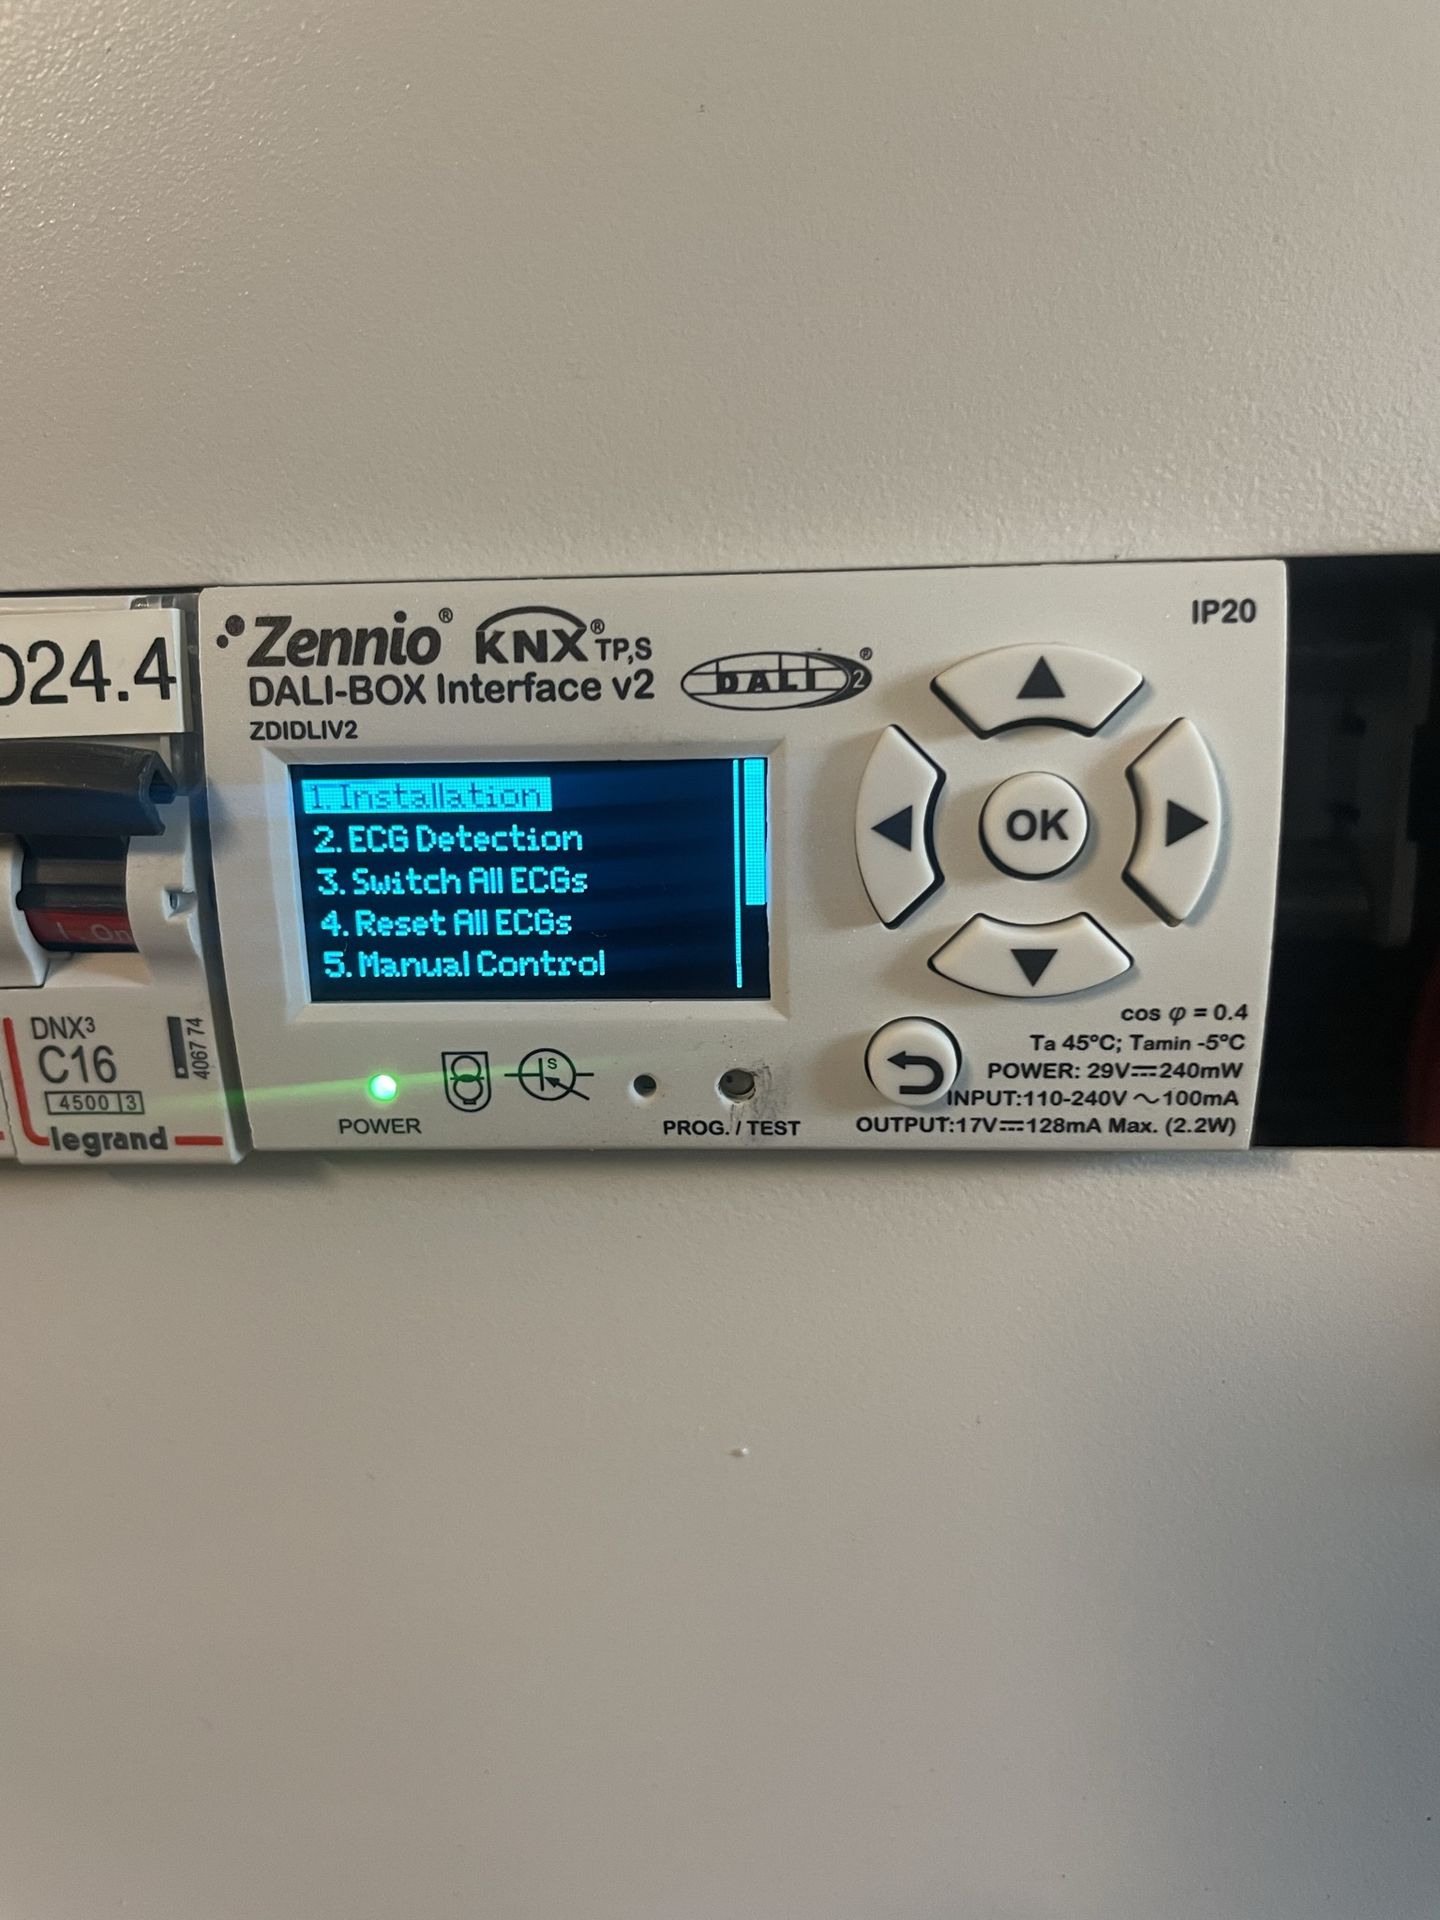 D24.4
Zennio® KNX® TP,S
DALI-BOX Interface v2
DALI 2 ®
ZDIDLIV2
IP20
1. Installation
2. ECG Detection
3. Switch All ECGs
4. Reset All ECGs
5. Manual Control
OK
I - On
DNX³
C16
4500 3
406774
legrand
POWER
S
PROG. / TEST
cos φ = 0.4
Ta 45°C; Tamin -5°C
POWER: 29V⎓240mW
INPUT:110-240V ～100mA
OUTPUT:17V⎓128mA Max. (2.2W)